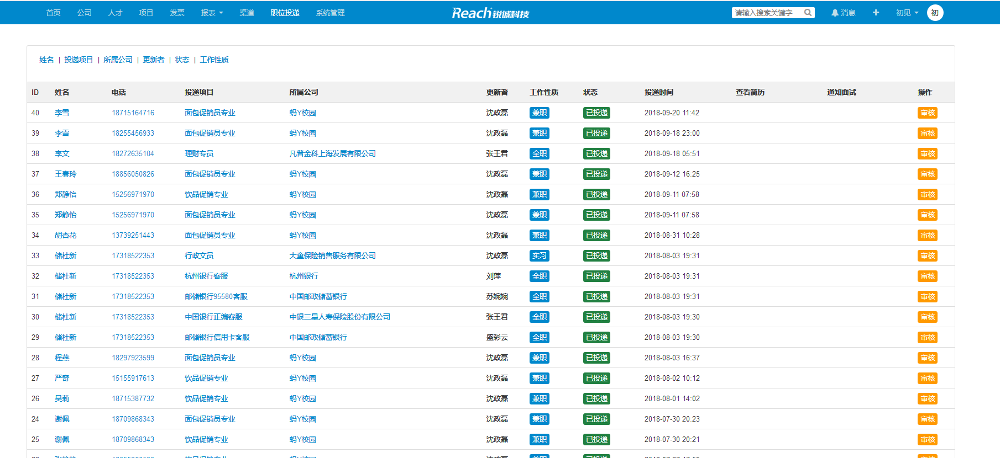 首页 公司 人才 项目 发票 报表 渠道 职位投递 系统管理 Reach锐诚科技 请输入搜索关键字 消息 初见 初
姓名 | 投递项目 | 所属公司 | 更新者 | 状态 | 工作性质
ID 姓名 电话 投递项目 所属公司 更新者 工作性质 状态 投递时间 查看简历 通知面试 操作
40 李雪 18715164716 面包促销员专业 蚂Y校园 沈政磊 兼职 已投递 2018-09-20 11:42 审核
39 李雪 18255456933 面包促销员专业 蚂Y校园 沈政磊 兼职 已投递 2018-09-18 23:00 审核
38 李文 18272635104 理财专员 凡普金科上海发展有限公司 张王君 全职 已投递 2018-09-18 05:51 审核
37 王春玲 18856050826 面包促销员专业 蚂Y校园 沈政磊 兼职 已投递 2018-09-12 16:25 审核
36 郑静怡 15256971970 饮品促销专业 蚂Y校园 沈政磊 兼职 已投递 2018-09-11 07:58 审核
35 郑静怡 15256971970 面包促销员专业 蚂Y校园 沈政磊 兼职 已投递 2018-09-11 07:58 审核
34 胡杏花 13739251443 面包促销员专业 蚂Y校园 沈政磊 兼职 已投递 2018-08-31 10:28 审核
33 储杜新 17318522353 行政文员 大童保险销售服务有限公司 沈政磊 实习 已投递 2018-08-03 19:31 审核
32 储杜新 17318522353 杭州银行客服 杭州银行 刘萍 全职 已投递 2018-08-03 19:31 审核
31 储杜新 17318522353 邮储银行95580客服 中国邮政储蓄银行 苏婉婉 全职 已投递 2018-08-03 19:31 审核
30 储杜新 17318522353 中国银行正编客服 中银三星人寿保险股份有限公司 张王君 全职 已投递 2018-08-03 19:30 审核
29 储杜新 17318522353 邮储银行信用卡客服 中国邮政储蓄银行 盛彩云 全职 已投递 2018-08-03 19:30 审核
28 程燕 18297923599 面包促销员专业 蚂Y校园 沈政磊 兼职 已投递 2018-08-03 16:37 审核
27 严奇 15155917613 饮品促销专业 蚂Y校园 沈政磊 兼职 已投递 2018-08-02 10:12 审核
26 吴莉 18715387732 饮品促销专业 蚂Y校园 沈政磊 兼职 已投递 2018-08-01 14:02 审核
24 谢佩 18709868343 面包促销员专业 蚂Y校园 沈政磊 兼职 已投递 2018-07-30 20:23 审核
25 谢佩 18709868343 饮品促销专业 蚂Y校园 沈政磊 兼职 已投递 2018-07-30 20:21 审核